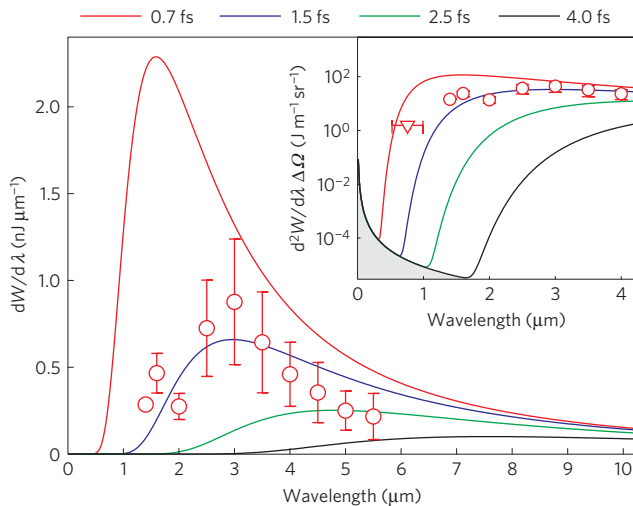 0.7 fs 1.5 fs 2.5 fs 4.0 fs
2.0
1.5
1.0
0.5
0
dW/dλ (nJ μm⁻¹)
0 1 2 3 4 5 6 7 8 9 10
Wavelength (μm)
10²
10⁰
10⁻²
10⁻⁴
d²W/dλ ΔΩ (J m⁻¹ sr⁻¹)
0 1 2 3 4
Wavelength (μm)